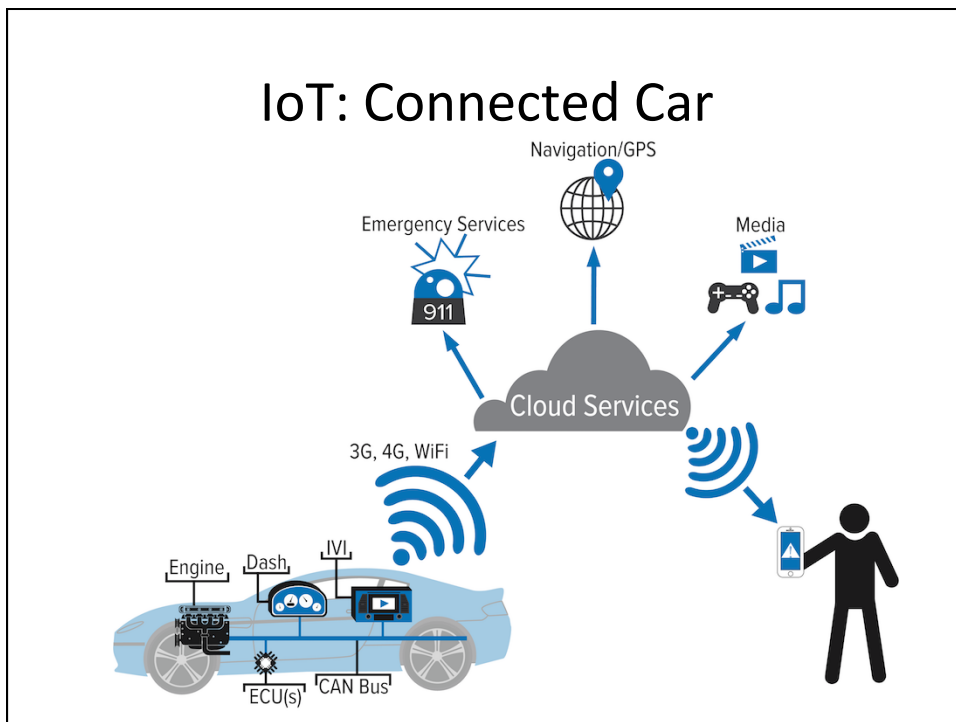 IoT: Connected Car
Navigation/GPS
Emergency Services
Media
911
Cloud Services
3G, 4G, WiFi
IVI
Dash
Engine
CAN Bus
ECU(s)